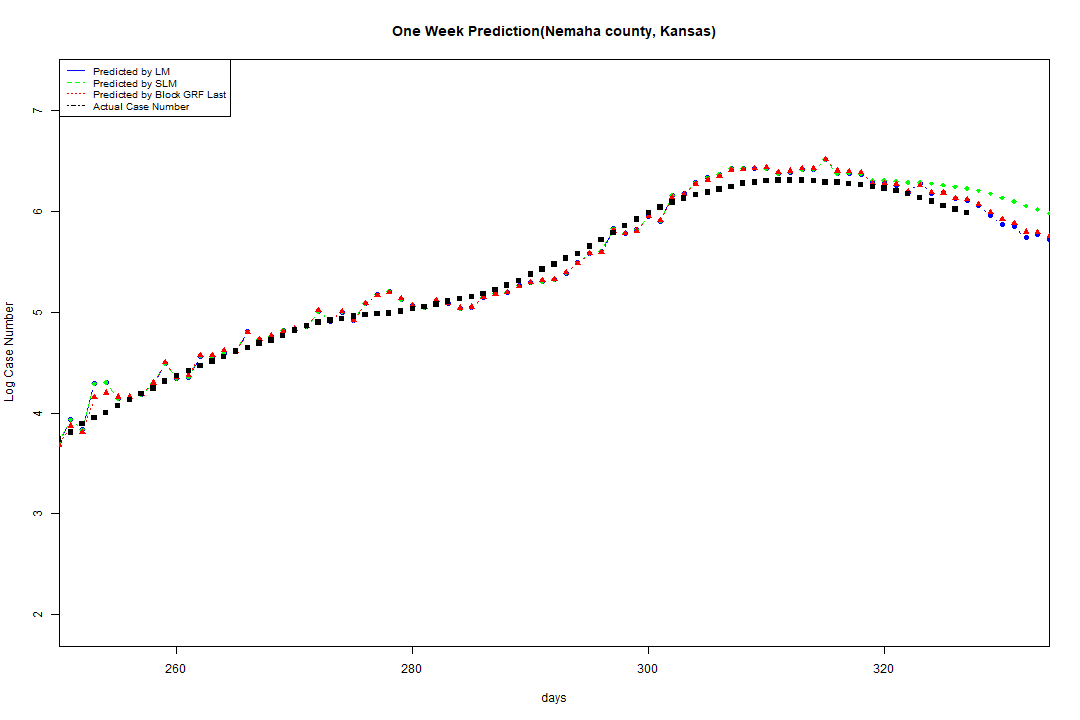 One Week Prediction(Nemaha county, Kansas)
Predicted by LM
Predicted by SLM
Predicted by Block GRF Last
Actual Case Number
7
6
5
4
3
2
Log Case Number
260 280 300 320
days